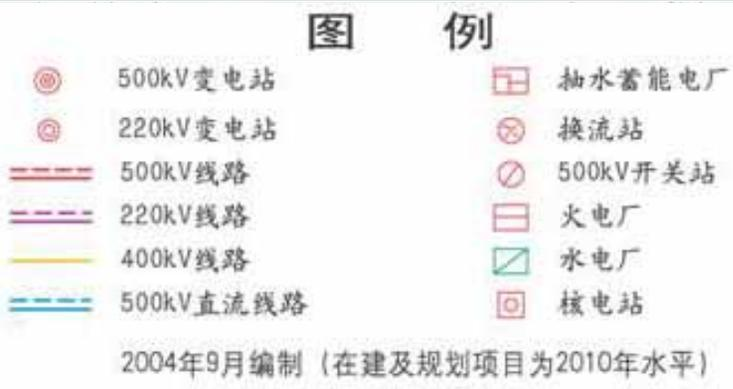 图 例
500kV变电站
220kV变电站
500kV线路
220kV线路
400kV线路
500kV直流线路
抽水蓄能电厂
换流站
500kV开关站
火电厂
水电厂
核电站
2004年9月编制（在建及规划项目为2010年水平）